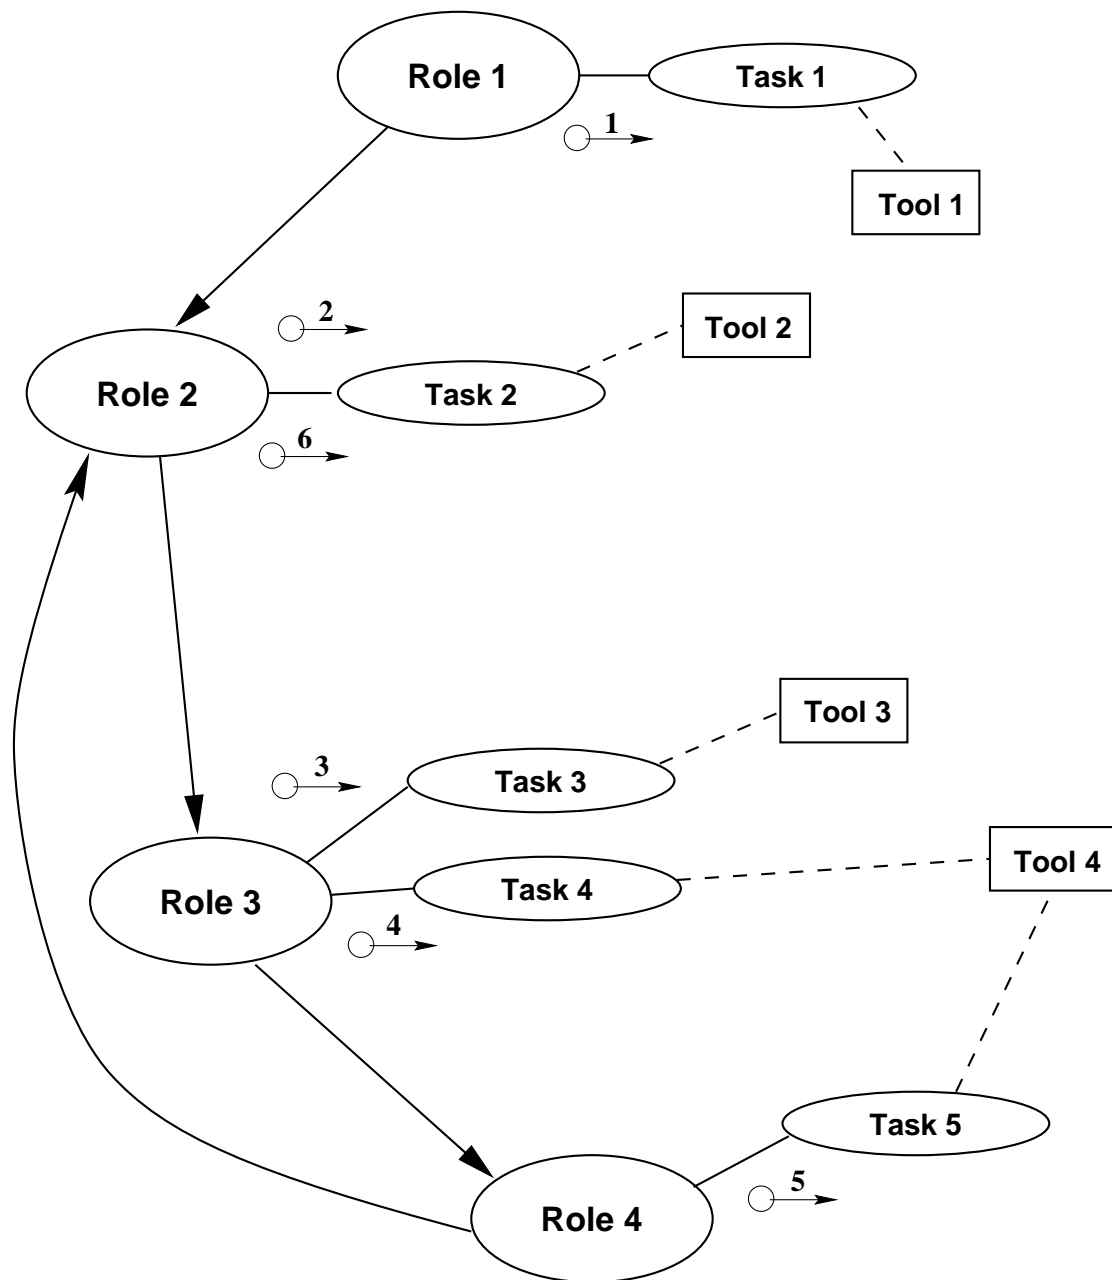 Role 1
Task 1
1
Tool 1
2
Tool 2
Role 2
Task 2
6
Tool 3
3
Task 3
Tool 4
Role 3
Task 4
4
Task 5
5
Role 4